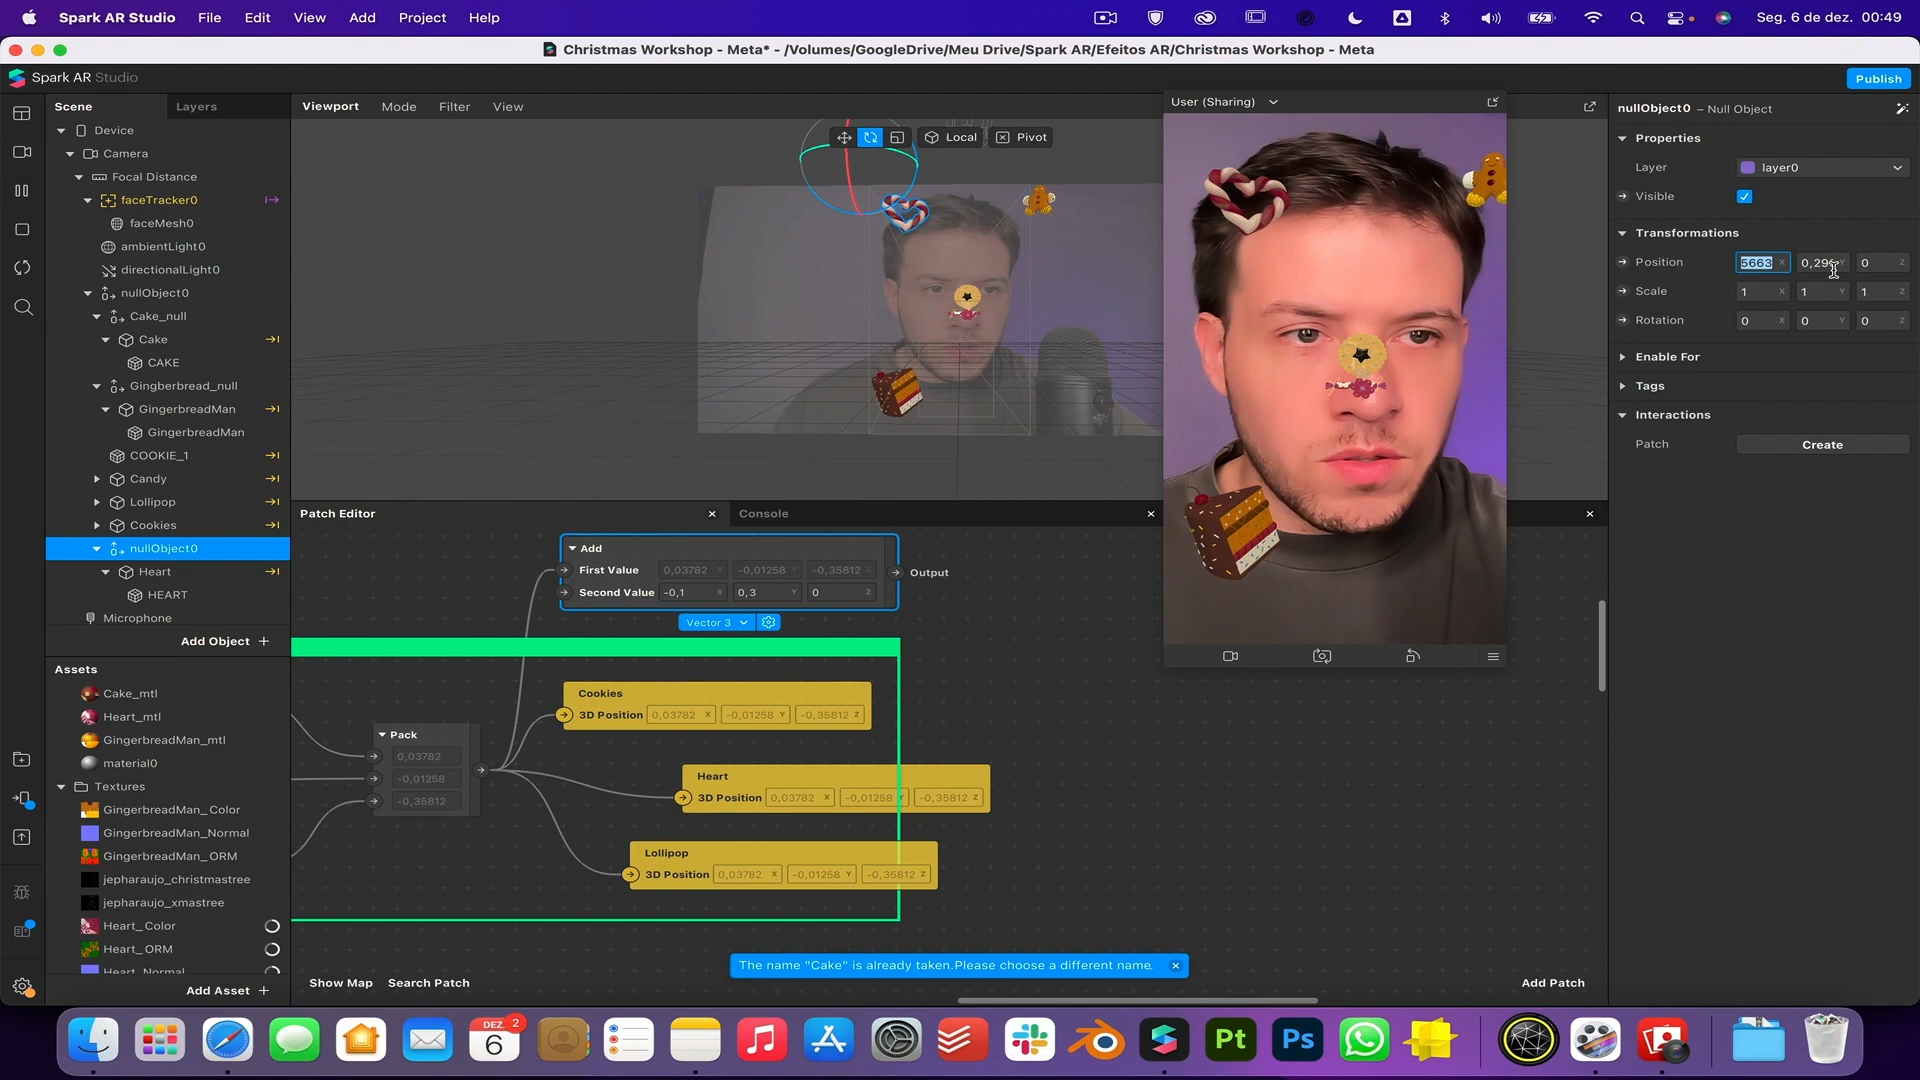 Spark AR Studio File Edit View Add Project Help Seg. 6 de dez. 00:49
Christmas Workshop - Meta* - /Volumes/GoogleDrive/Meu Drive/Spark AR/Efeitos AR/Christmas Workshop - Meta
Spark AR Studio Publish
Scene Layers
Device
Camera
Focal Distance
faceTracker0
faceMesh0
ambientLight0
directionalLight0
nullObject0
Cake_null
Cake
CAKE
Gingberbread_null
GingerbreadMan
GingerbreadMan
COOKIE_1
Candy
Lollipop
Cookies
nullObject0
Heart
HEART
Microphone
Add Object +
Assets
Cake_mtl
Heart_mtl
GingerbreadMan_mtl
material0
Textures
GingerbreadMan_Color
GingerbreadMan_Normal
GingerbreadMan_ORM
jepharaujo_christmastree
jepharaujo_xmastree
Heart_Color
Heart_ORM
Heart_Normal
Add Asset +
Viewport Mode Filter View
Local Pivot
User (Sharing)
Patch Editor
Console
Add
First Value 0,03782 X -0,01258 Y -0,35812 Z
Second Value -0,1 X 0,3 Y 0 Z
Output
Vector 3
Cookies
3D Position 0,03782 X -0,01258 Y -0,35812 Z
Pack
0,03782
-0,01258
-0,35812
Heart
3D Position 0,03782 X -0,01258 Y -0,35812 Z
Lollipop
3D Position 0,03782 X -0,01258 Y -0,35812 Z
The name "Cake" is already taken.Please choose a different name.
Show Map Search Patch Add Patch
nullObject0 – Null Object
Properties
Layer layer0
Visible
Transformations
Position 5663 X 0,29 Y 0 Z
Scale 1 X 1 Y 1 Z
Rotation 0 X 0 Y 0 Z
Enable For
Tags
Interactions
Patch Create
DEZ. 2
6
Pt
Ps